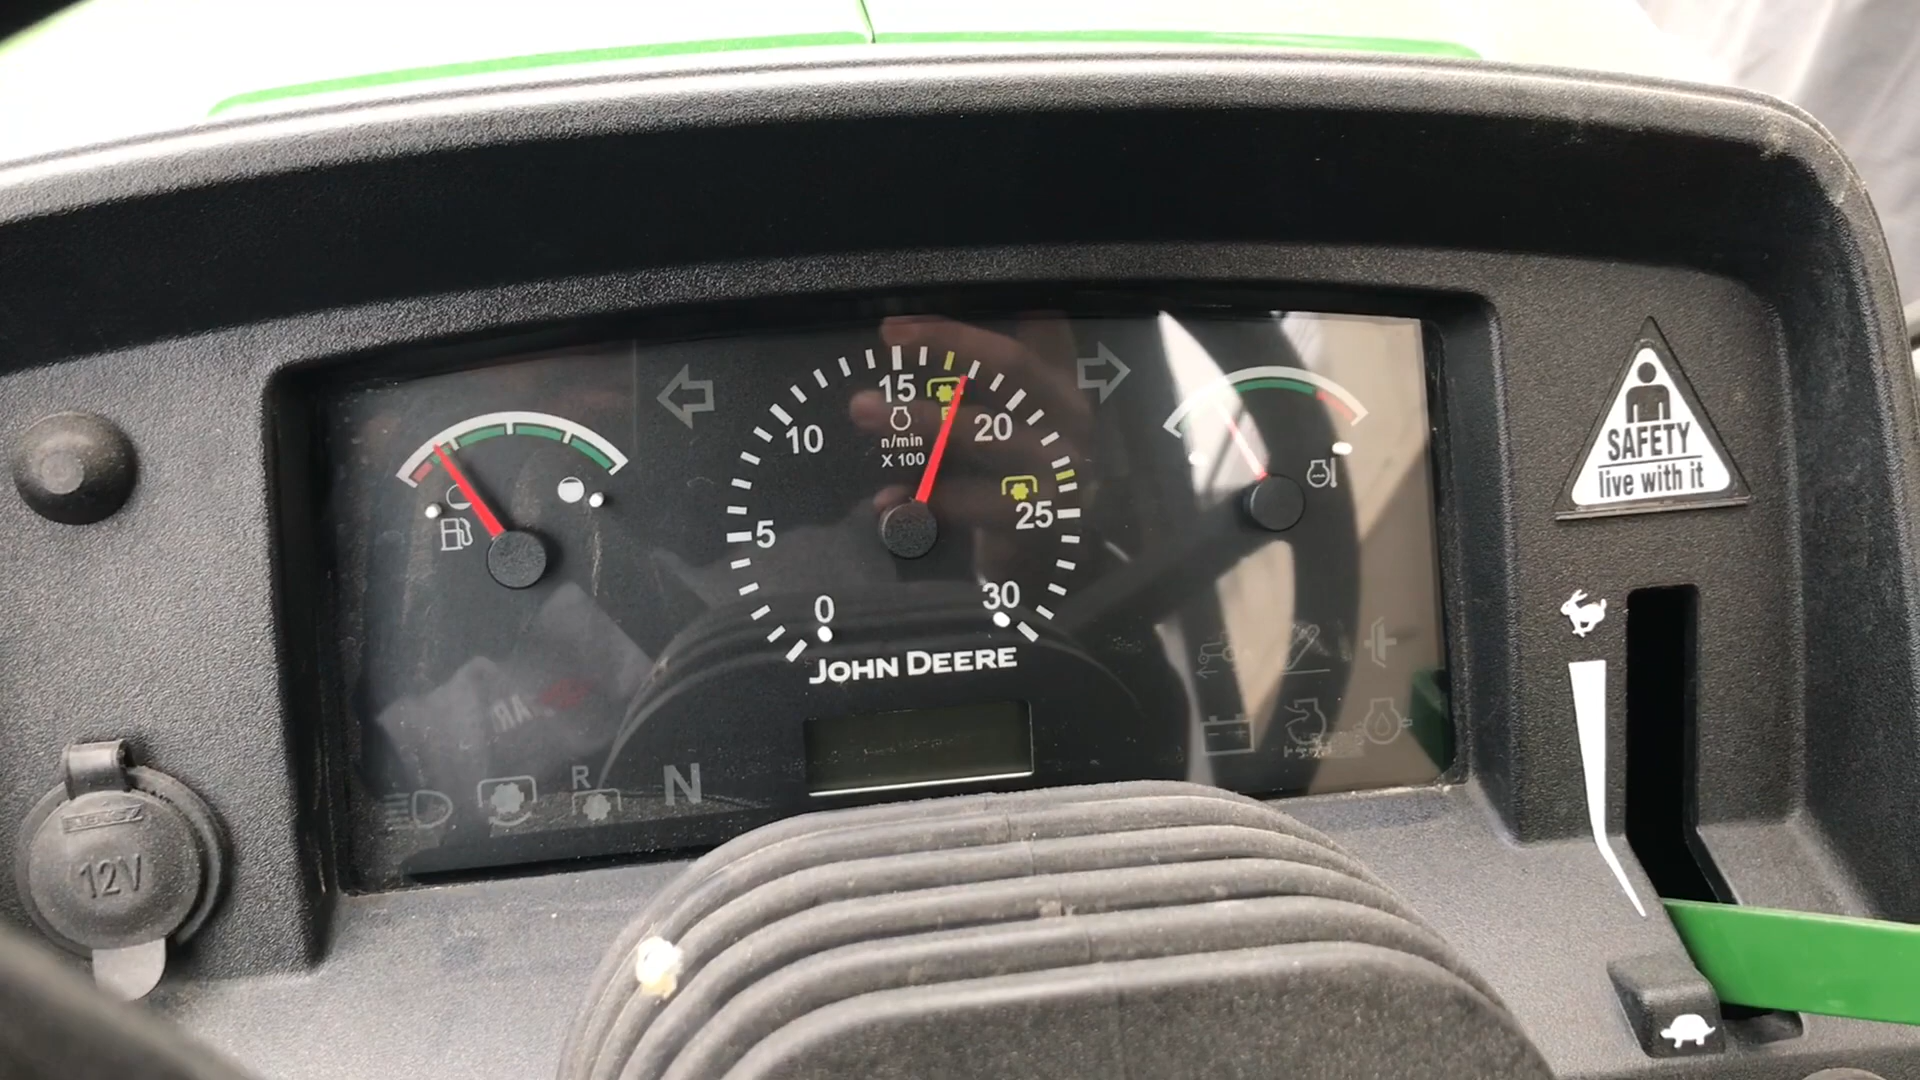 15
10
20
n/min
X 100
E
5
25
0
30
JOHN DEERE
R
N
12V
SAFETY
live with it